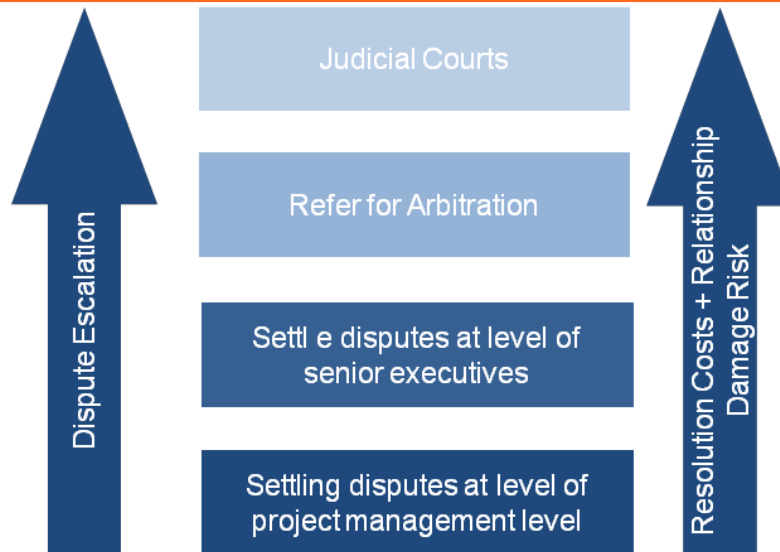 Judicial Courts
Refer for Arbitration
Settl e disputes at level of
senior executives
Settling disputes at level of
project management level
Dispute Escalation
Resolution Costs + Relationship
Damage Risk